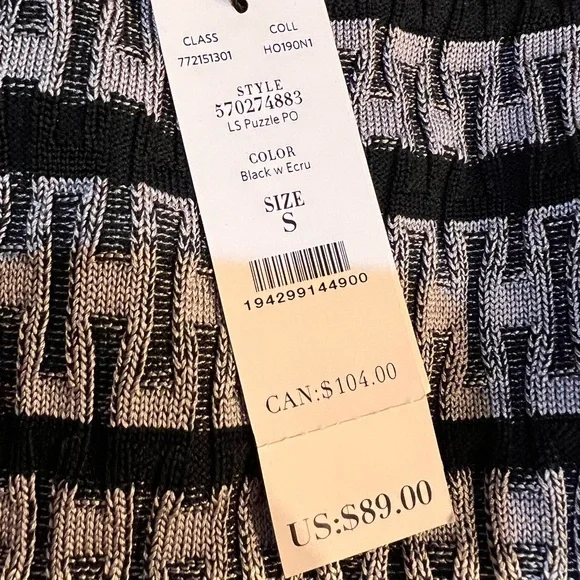 CLASS COLL
772151301 HO190N1
STYLE
570274883
LS Puzzle PO
COLOR
Black w Ecru
SIZE
S
194299144900
CAN:$104.00
US:$89.00